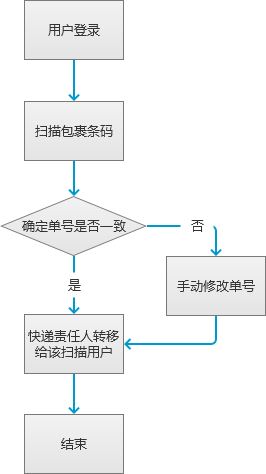 用户登录
扫描包裹条码
确定单号是否一致
否
是
手动修改单号
快递责任人转移
给该扫描用户
结束